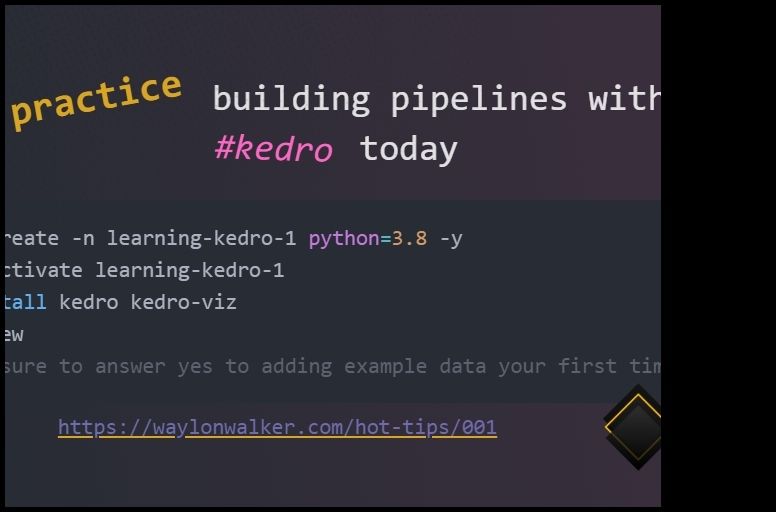 practice building pipelines with
#kedro today
reate -n learning-kedro-1 python=3.8 -y
ctivate learning-kedro-1
tall kedro kedro-viz
ew
sure to answer yes to adding example data your first tim
https://waylonwalker.com/hot-tips/001